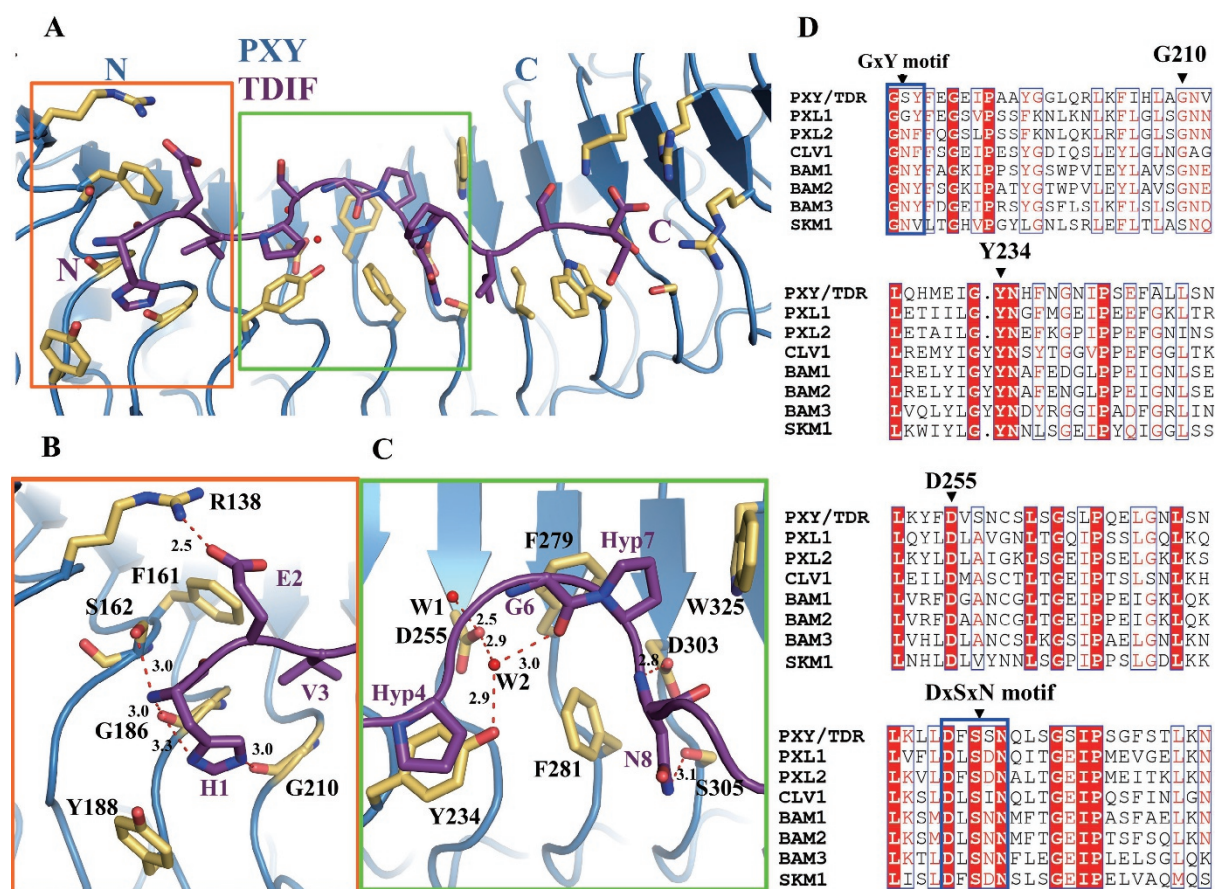 A
PXY
TDIF
N
C
N
C
B
R138
2.5
F161
E2
S162
3.0
V3
3.0
G186
3.3
3.0
H1
G210
Y188
C
F279
Hyp7
W1
G6
2.5
W325
D255
2.9
D303
3.0
2.8
W2
Hyp4
2.9
F281
N8
3.1
S305
Y234
D
GxY motif
G210
PXY/TDR GSYFEGEIPAAYGGLQRLKFIHLAGNV
PXL1 GGYFEGSVPSSFKNLKNLKFLGLSGNN
PXL2 GNFFQGSLPSSFKNLQKLRFLGLSGNN
CLV1 GNFFSGEIPESYGDIQSLEYLGLNGAG
BAM1 GNYFAGKIPPSYGSWPVIEYLAVSGNE
BAM2 GNYFSGKIPATYGTWPVLEYLAVSGNE
BAM3 GNYFDGEIPRSYGSFLSLKFLSLSGND
SKM1 GNVLTGHVPGYLGNLSRLEFLTLASNQ
Y234
PXY/TDR LQHMEIG.YNHFNGNIPSEFALLSN
PXL1 LETIILG.YNGFMGEIPEEFGKLTR
PXL2 LETAILG.YNEFKGPIPPEFGNINS
CLV1 LREMYIGYYNSYTGGVPPEFGGLTK
BAM1 LRELYIGYYNAFEDGLPPEIGNLSE
BAM2 LRELYIGYYNAFENGLPPEIGNLSE
BAM3 LVQLYLGYYNDYRGGIPADFGRLIN
SKM1 LKWIYLG.YNNLSGEIPYQIGGLSS
D255
PXY/TDR LKYFDVSNCSLSGSLPQELGNLSN
PXL1 LQYLDLAVGNLTGQIPSSLGQLKQ
PXL2 LKYLDLAIGKLSGEIPSELGKLKS
CLV1 LEILDMASCTLTGEIPTSLSNLKH
BAM1 LVRFDGANCGLTGEIPPEIGKLQK
BAM2 LVRFDAANCGLTGEIPPEIGKLQK
BAM3 LVHLDLASCSLKGSIPAELGNLKN
SKM1 LNHLDLVYNNLSGPIPPSLGDLKK
DxSxN motif
PXY/TDR LKLLDFSSNQLSGSIPSGFSTLKN
PXL1 LVFLDLSDNQITGEIPMEVGELKN
PXL2 LKVLDFSDNALTGEIPMEITKLKN
CLV1 LKSLDLSINQLTGEIPQSFINLGN
BAM1 LKSMDLSNNMFTGEIPASFAELKN
BAM2 LKSMDLSNNMFTGEIPTSFSQLKN
BAM3 LKTLDLSDNFLEGEIPLELSGLQK
SKM1 LISLDFSDNSLSGEIPELVAQMQS